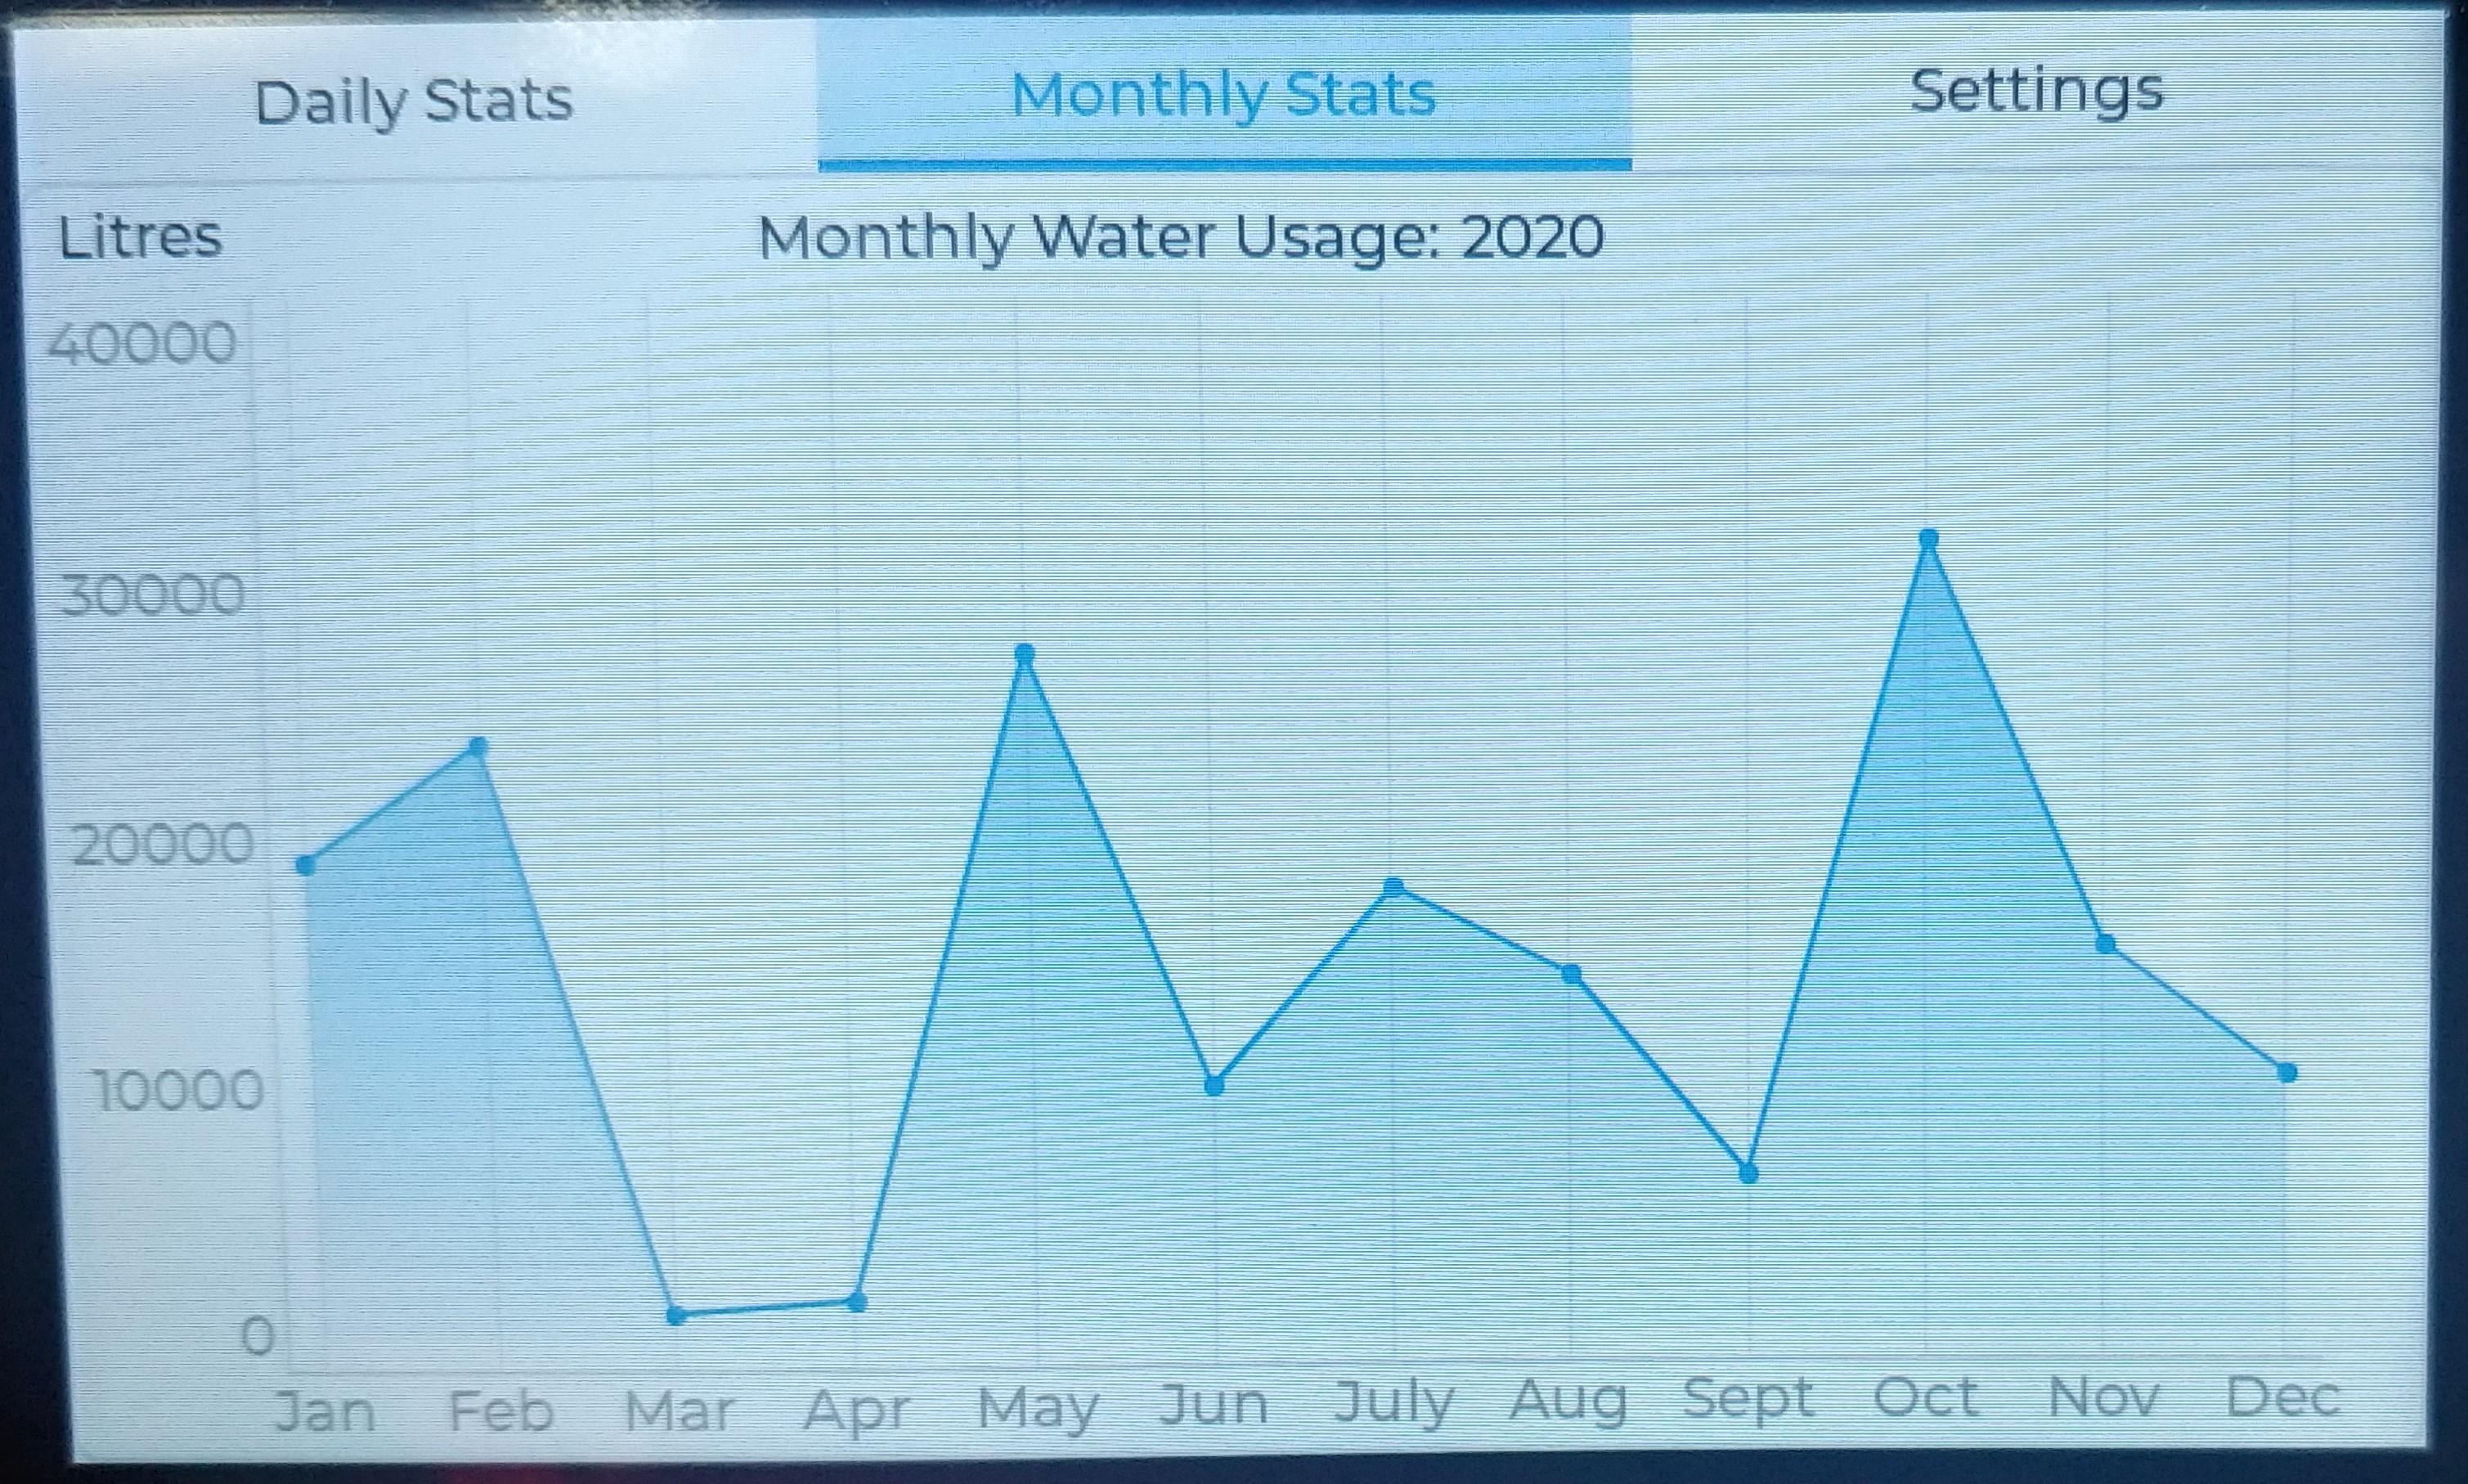 Daily Stats Monthly Stats Settings
Litres Monthly Water Usage: 2020
40000
30000
20000
10000
0
Jan Feb Mar Apr May Jun July Aug Sept Oct Nov Dec